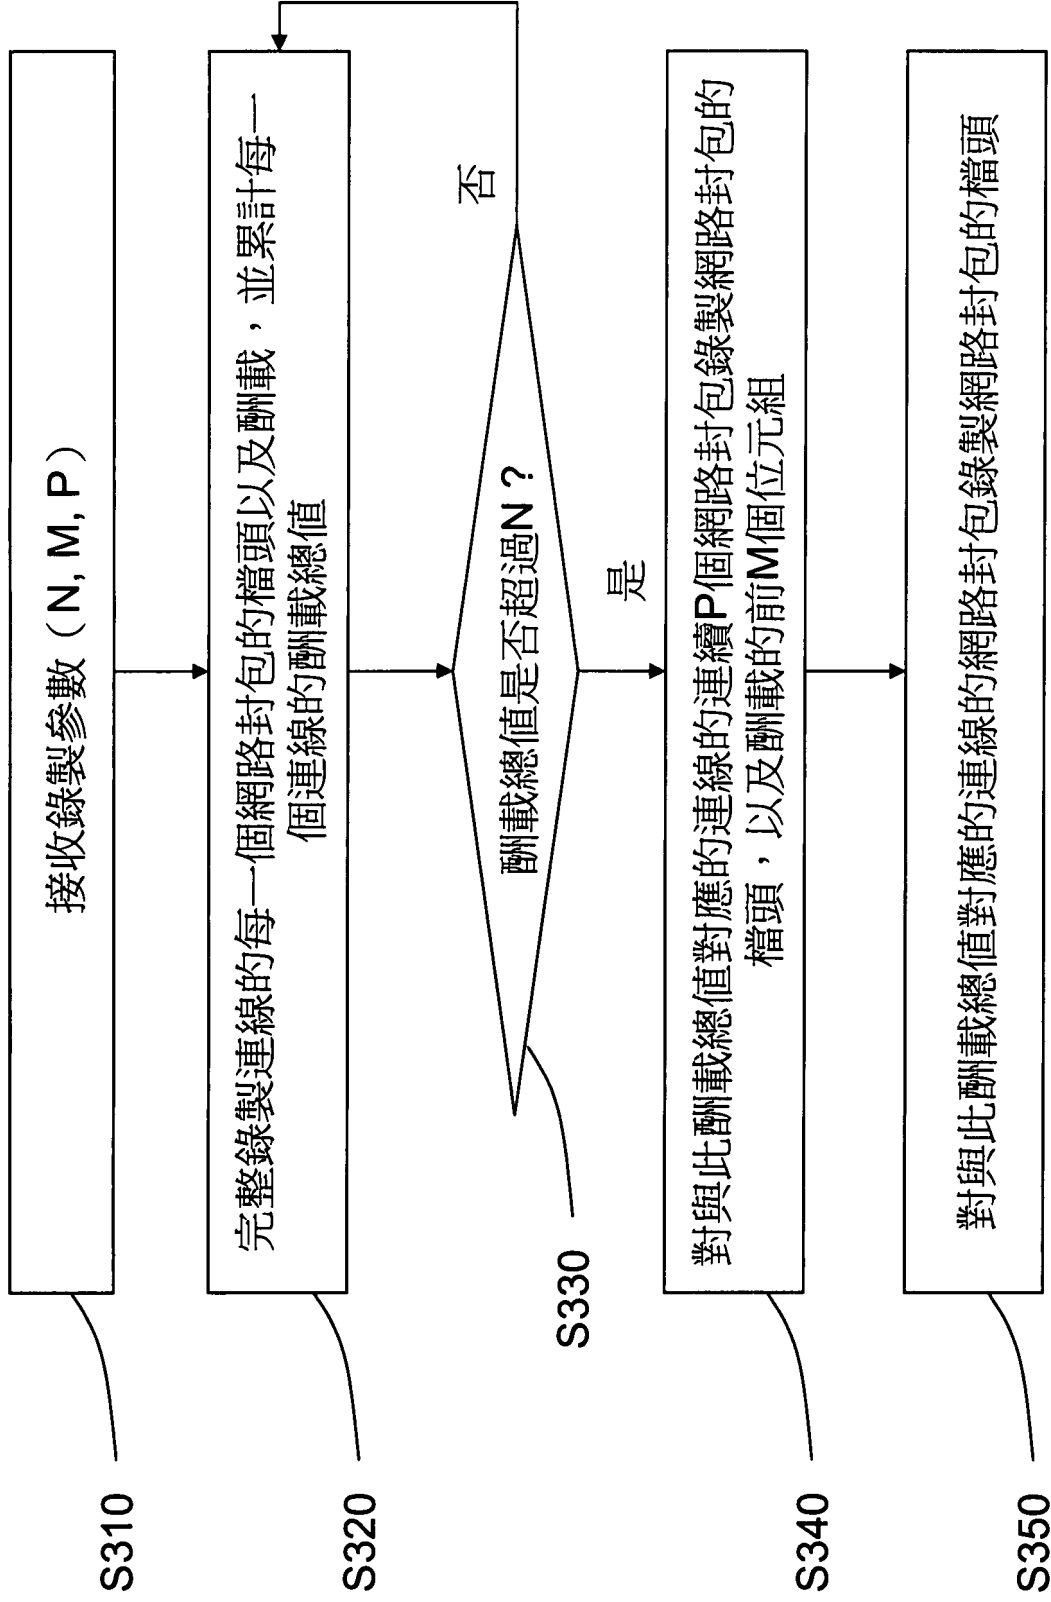 接收錄製參數（N, M, P）
S310
完整錄製連線的每一個網路封包的檔頭以及酬載，並累計每一
個連線的酬載總值
S320
酬載總值是否超過N？
否
S330
是
對與此酬載總值對應的連線的連續P個網路封包錄製網路封包的
檔頭，以及酬載的前M個位元組
S340
對與此酬載總值對應的連線的網路封包錄製網路封包的檔頭
S350